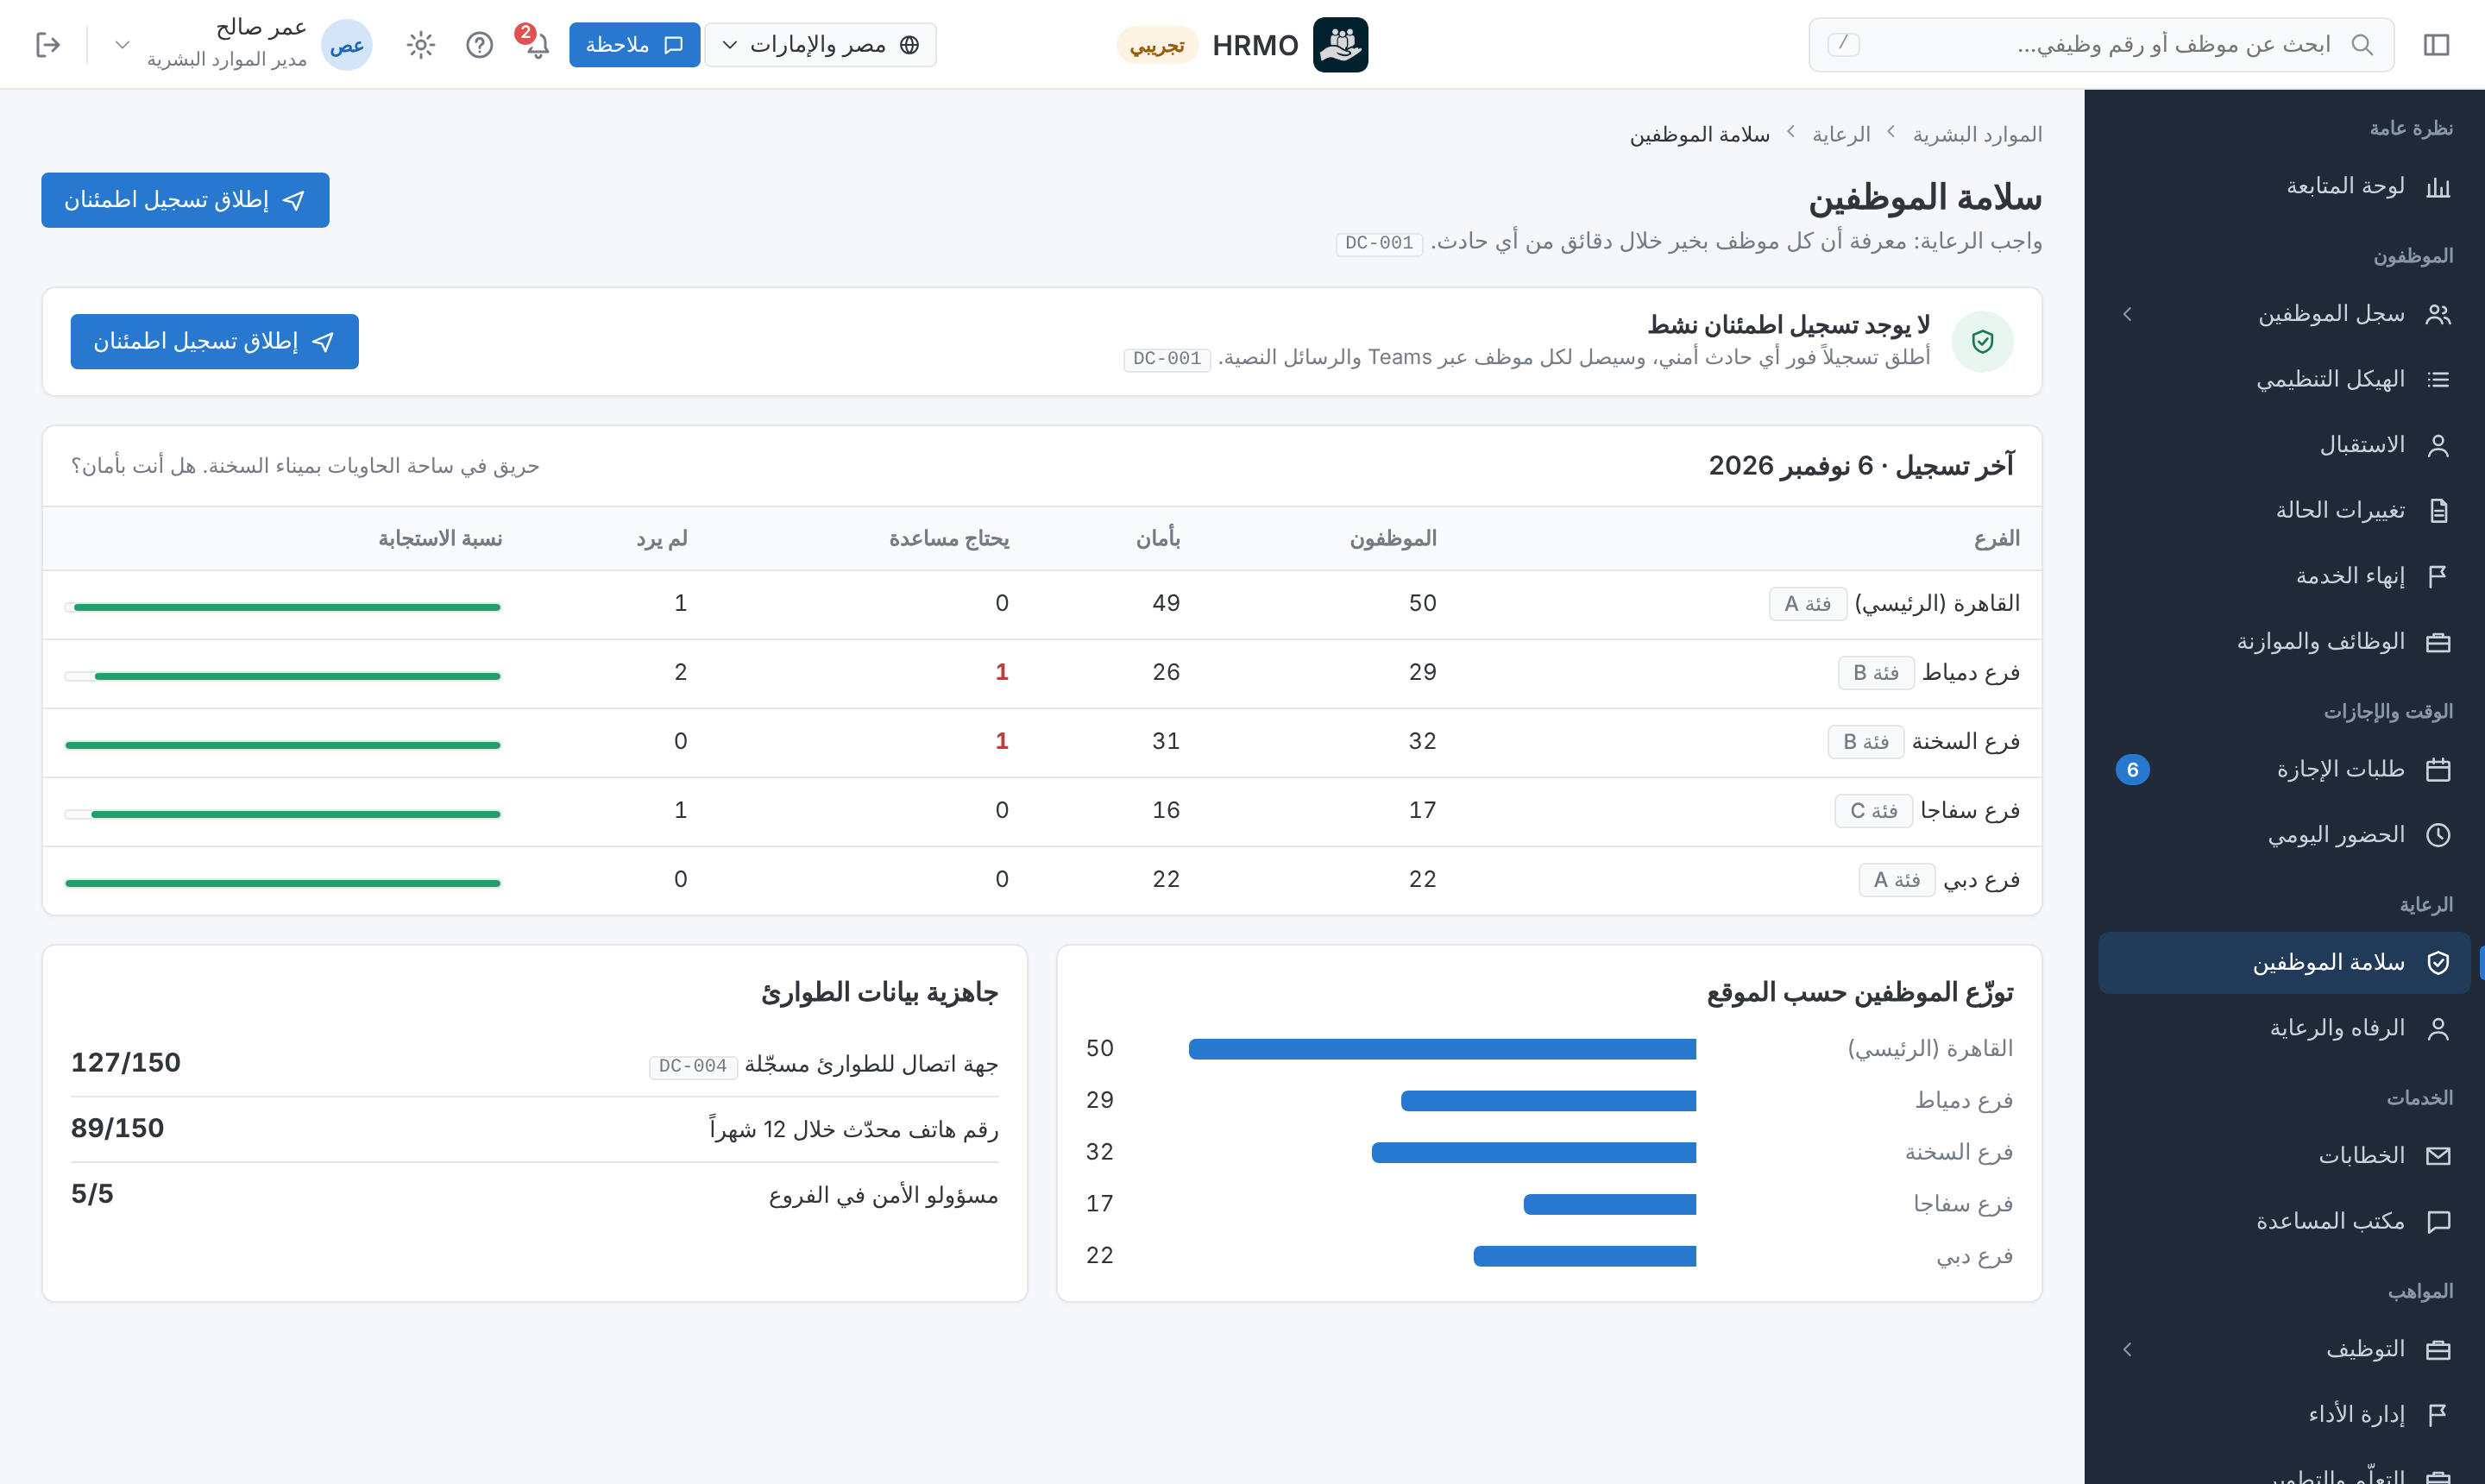 ابحث عن موظف أو رقم وظيفي...
/
HRMO
تجريبي
مصر والإمارات
ملاحظة
2
عص
عمر صالح
مدير الموارد البشرية
نظرة عامة
لوحة المتابعة
الموظفون
سجل الموظفين
الهيكل التنظيمي
الاستقبال
تغييرات الحالة
إنهاء الخدمة
الوظائف والموازنة
الوقت والإجازات
طلبات الإجازة
6
الحضور اليومي
الرعاية
سلامة الموظفين
الرفاه والرعاية
الخدمات
الخطابات
مكتب المساعدة
المواهب
التوظيف
إدارة الأداء
التعلّم والتطوير
الموارد البشرية
الرعاية
سلامة الموظفين
سلامة الموظفين
إطلاق تسجيل اطمئنان
واجب الرعاية: معرفة أن كل موظف بخير خلال دقائق من أي حادث. DC-001
لا يوجد تسجيل اطمئنان نشط
أطلق تسجيلاً فور أي حادث أمني، وسيصل لكل موظف عبر Teams والرسائل النصية. DC-001
إطلاق تسجيل اطمئنان
آخر تسجيل · 6 نوفمبر 2026
حريق في ساحة الحاويات بميناء السخنة. هل أنت بأمان؟
الفرع الموظفون بأمان يحتاج مساعدة لم يرد نسبة الاستجابة
القاهرة (الرئيسي) فئة A 50 49 0 1
فرع دمياط فئة B 29 26 1 2
فرع السخنة فئة B 32 31 1 0
فرع سفاجا فئة C 17 16 0 1
فرع دبي فئة A 22 22 0 0
توزّع الموظفين حسب الموقع
القاهرة (الرئيسي) 50
فرع دمياط 29
فرع السخنة 32
فرع سفاجا 17
فرع دبي 22
جاهزية بيانات الطوارئ
جهة اتصال للطوارئ مسجّلة DC-004 127/150
رقم هاتف محدّث خلال 12 شهراً 89/150
مسؤولو الأمن في الفروع 5/5